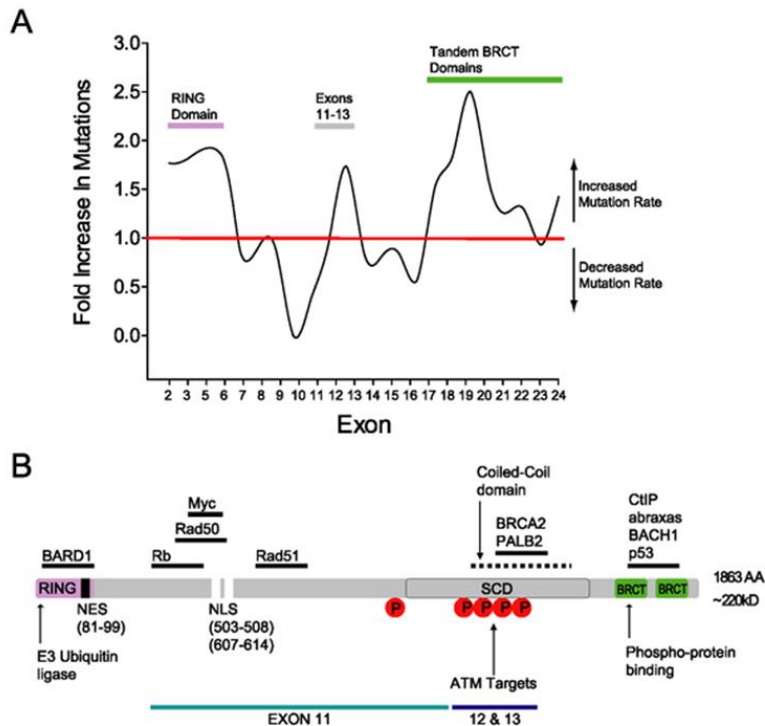 A
Fold Increase In Mutations
3.0
2.5
2.0
1.5
1.0
0.5
0.0
RING
Domain
Exons
11-13
Tandem BRCT
Domains
Increased
Mutation Rate
Decreased
Mutation Rate
2 3 5 6 7 8 9 10 11 12 13 14 15 16 17 18 19 20 21 22 23 24
Exon
B
Coiled-Coil
domain
CtIP
abraxas
BACH1
p53
Myc
Rad50
BRCA2
PALB2
BARD1
Rb
Rad51
RING
SCD
BRCT
BRCT
1863 AA
~220kD
P
P
P
P
P
NES
(81-99)
NLS
(503-508)
(607-614)
E3 Ubiquitin
ligase
ATM Targets
Phospho-protein
binding
EXON 11
12 & 13